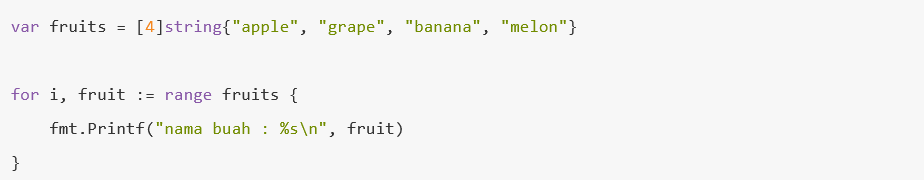 var fruits = [4]string{"apple", "grape", "banana", "melon"}
for i, fruit := range fruits {
    fmt.Printf("nama buah : %s\n", fruit)
}